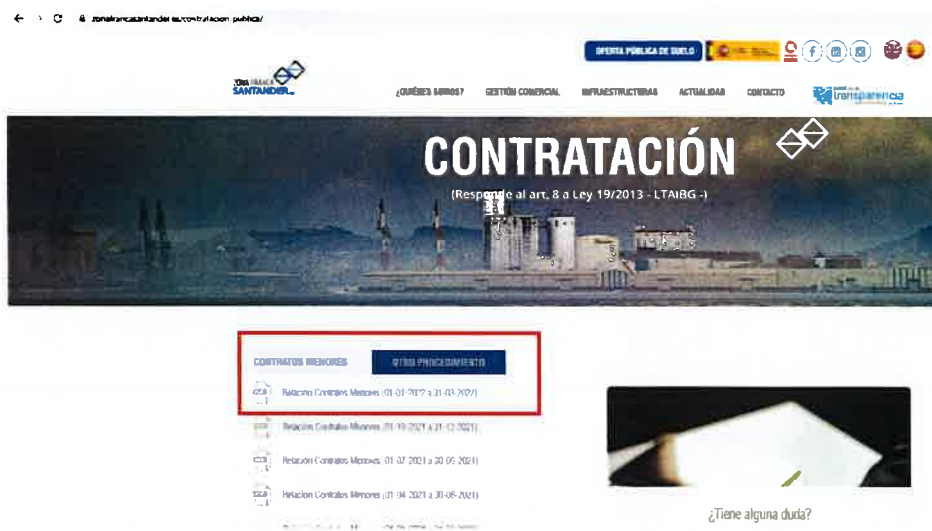 zonafrancasantander.es/contratacion-publica/
OFERTA PÚBLICA DE SUELO
ZONA FRANCA
SANTANDER
¿QUIÉNES SOMOS? GESTIÓN COMERCIAL INFRAESTRUCTURAS ACTUALIDAD CONTACTO transparencia
CONTRATACIÓN
(Responde al art. 8 a Ley 19/2013 - LTAIBG -)
CONTRATOS MENORES OTRO PROCEDIMIENTO
Relación Contratos Menores (01-01-2022 a 31-03-2022)
Relación Contratos Menores (01-10-2021 a 31-12-2021)
Relación Contratos Menores (01-07-2021 a 30-09-2021)
Relación Contratos Menores (01-04-2021 a 30-06-2021)
¿Tiene alguna duda?